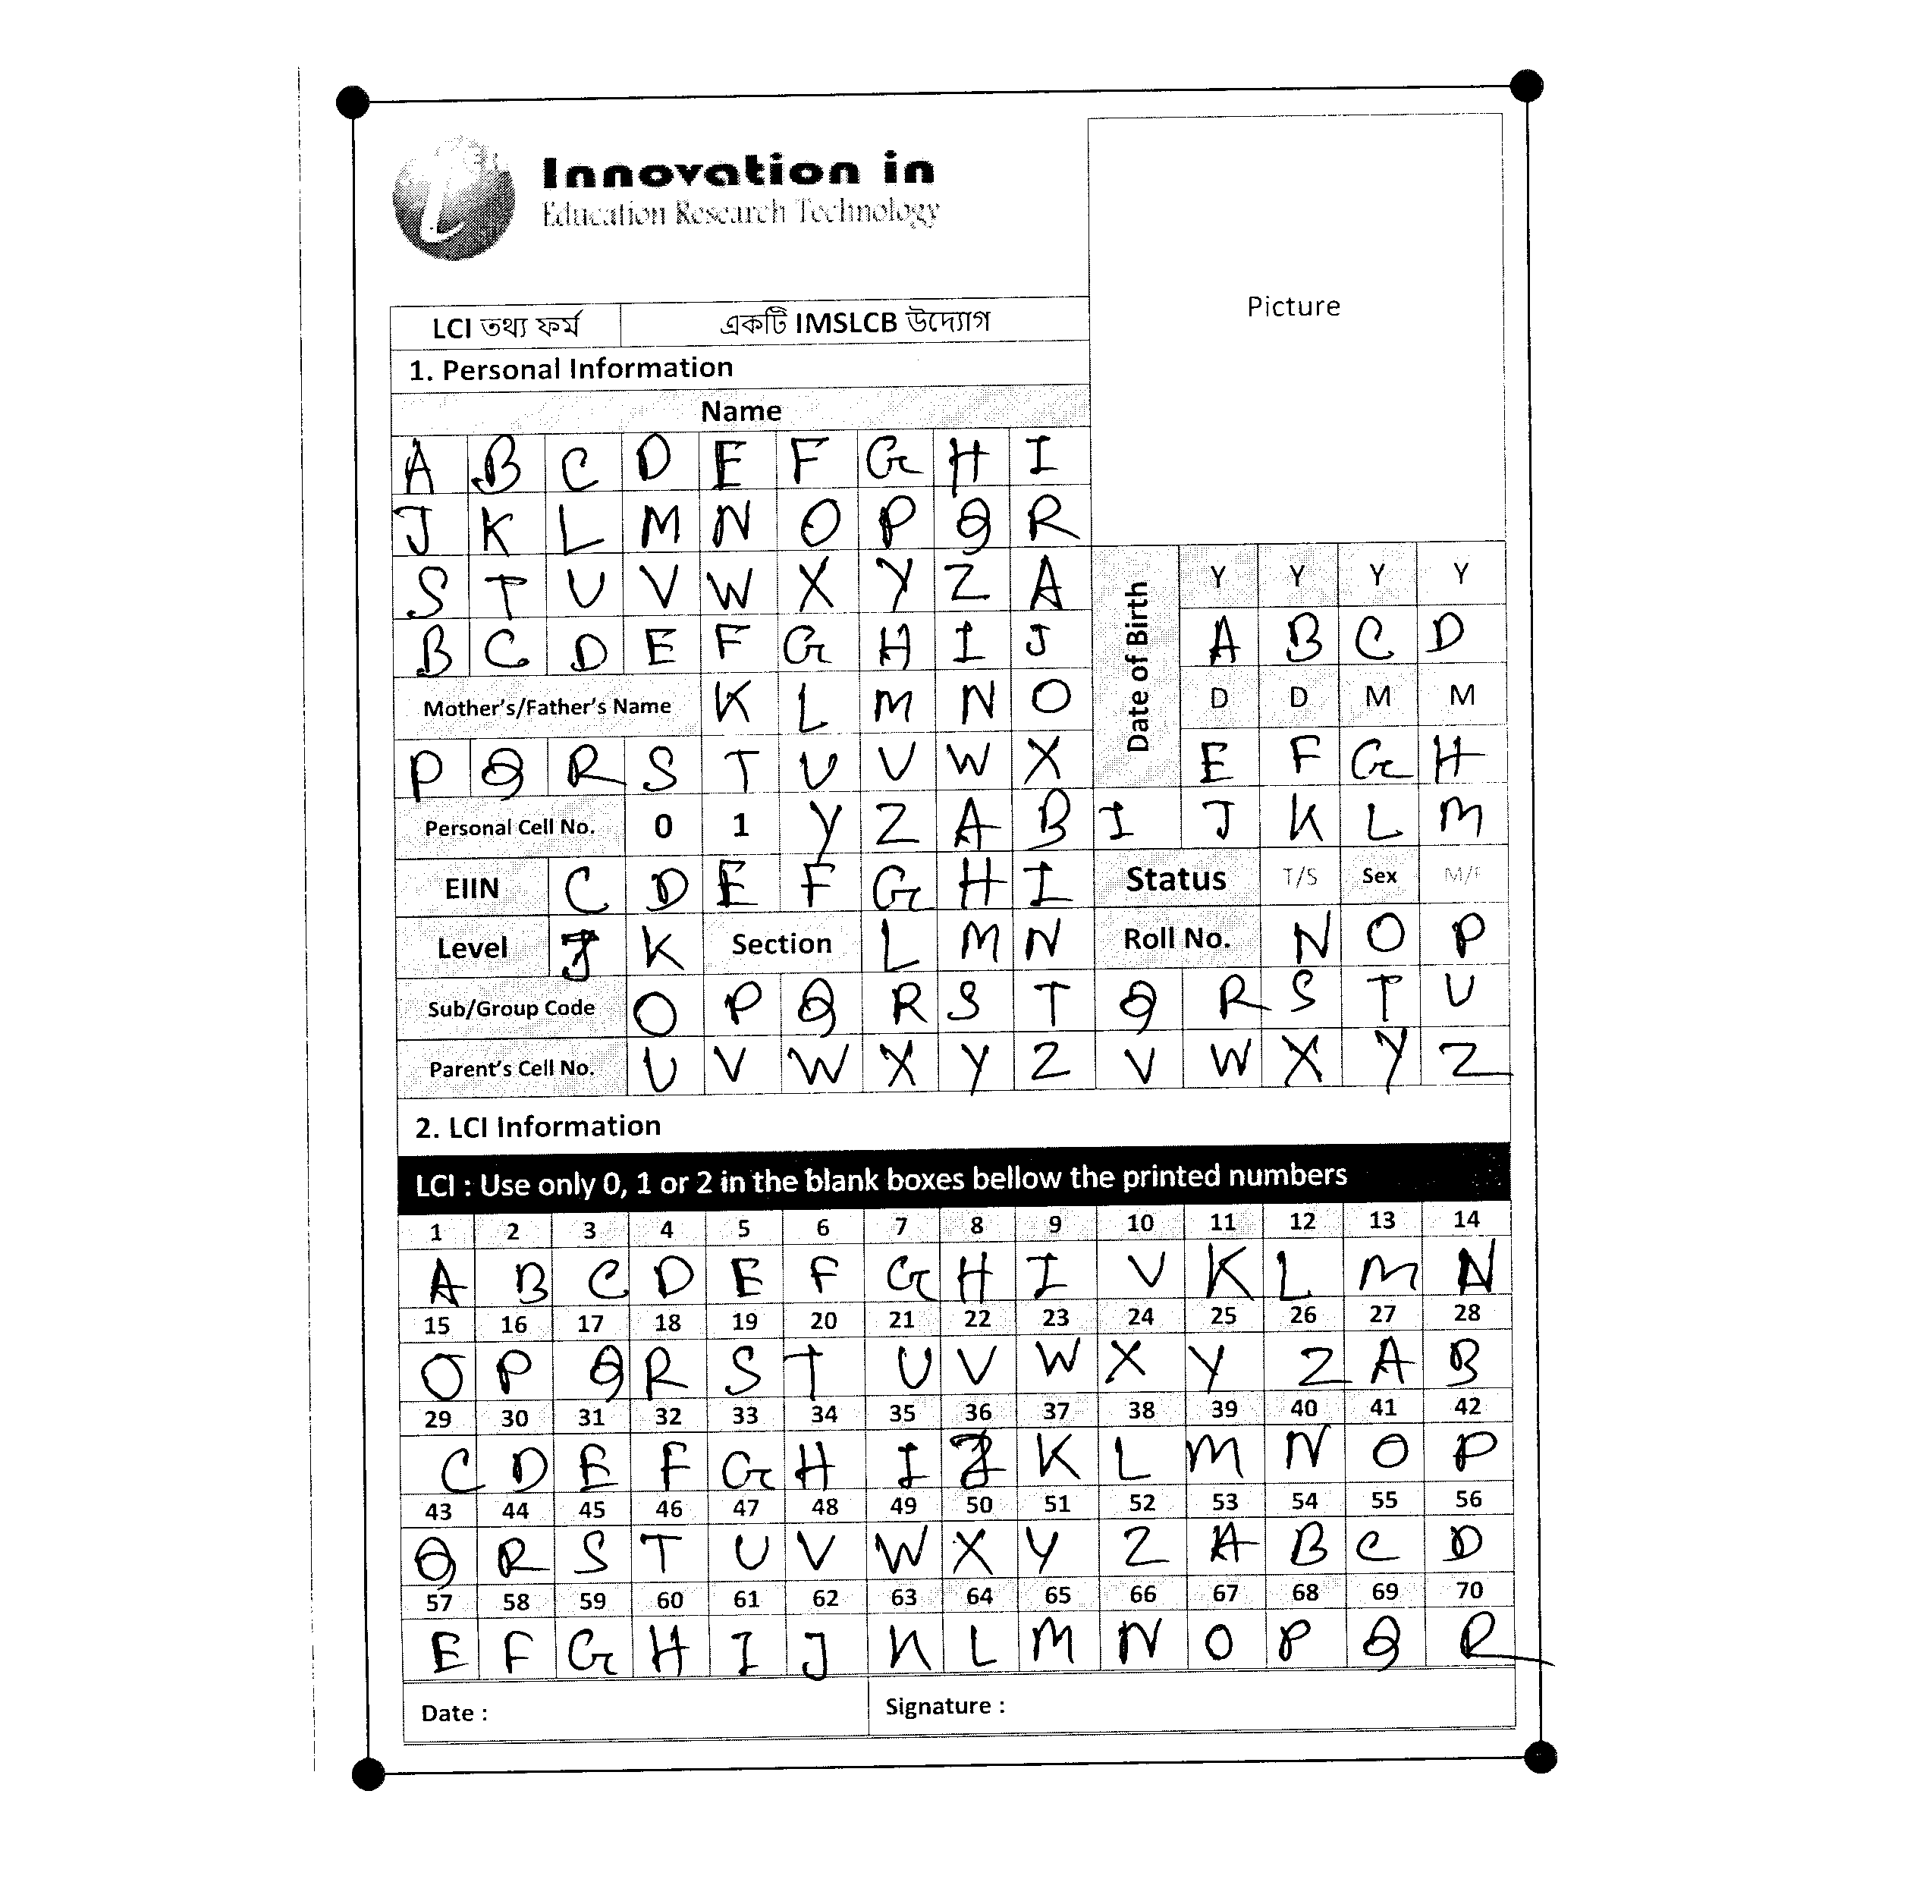 Innovation in
Education Research Technology
Picture
LCI তথ্য ফর্ম একটি IMSLCB উদ্যোগ
1. Personal Information
Name
A B C D E F G H I
J K L M N O P Q R
S T U V W X Y Z A
B C D E F G H I J
Mother's/Father's Name K L M N O
P Q R S T U V W X
Date of Birth
Y Y Y Y
A B C D
D D M M
E F G H
Personal Cell No. 0 1 Y Z A B I J K L M
EIIN C D E F G H I Status T/S Sex M/F
Level J K Section L M N Roll No. N O P
Sub/Group Code O P Q R S T Q R S T U
Parent's Cell No. U V W X Y Z V W X Y Z
2. LCI Information
LCI : Use only 0, 1 or 2 in the blank boxes bellow the printed numbers
1 2 3 4 5 6 7 8 9 10 11 12 13 14
A B C D E F G H I V K L M N
15 16 17 18 19 20 21 22 23 24 25 26 27 28
O P Q R S T U V W X Y Z A B
29 30 31 32 33 34 35 36 37 38 39 40 41 42
C D E F G H I J K L M N O P
43 44 45 46 47 48 49 50 51 52 53 54 55 56
Q R S T U V W X Y Z A B C D
57 58 59 60 61 62 63 64 65 66 67 68 69 70
E F G H I J K L M N O P Q R
Date :
Signature :